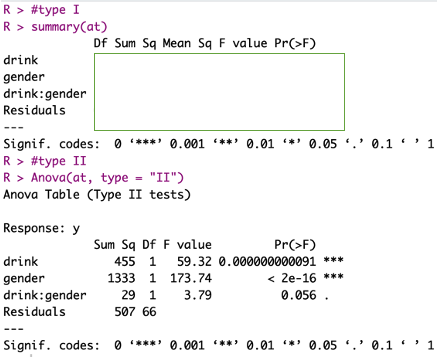 R > #type I
R > summary(at)
Df Sum Sq Mean Sq F value Pr(>F)
drink
gender
drink:gender
Residuals
---
Signif. codes:  0 ‘***’ 0.001 ‘**’ 0.01 ‘*’ 0.05 ‘.’ 0.1 ‘ ’ 1
R > #type II
R > Anova(at, type = "II")
Anova Table (Type II tests)
Response: y
Sum Sq Df F value Pr(>F)
drink 455 1 59.32 0.000000000091 ***
gender 1333 1 173.74 < 2e-16 ***
drink:gender 29 1 3.79 0.056 .
Residuals 507 66
---
Signif. codes:  0 ‘***’ 0.001 ‘**’ 0.01 ‘*’ 0.05 ‘.’ 0.1 ‘ ’ 1